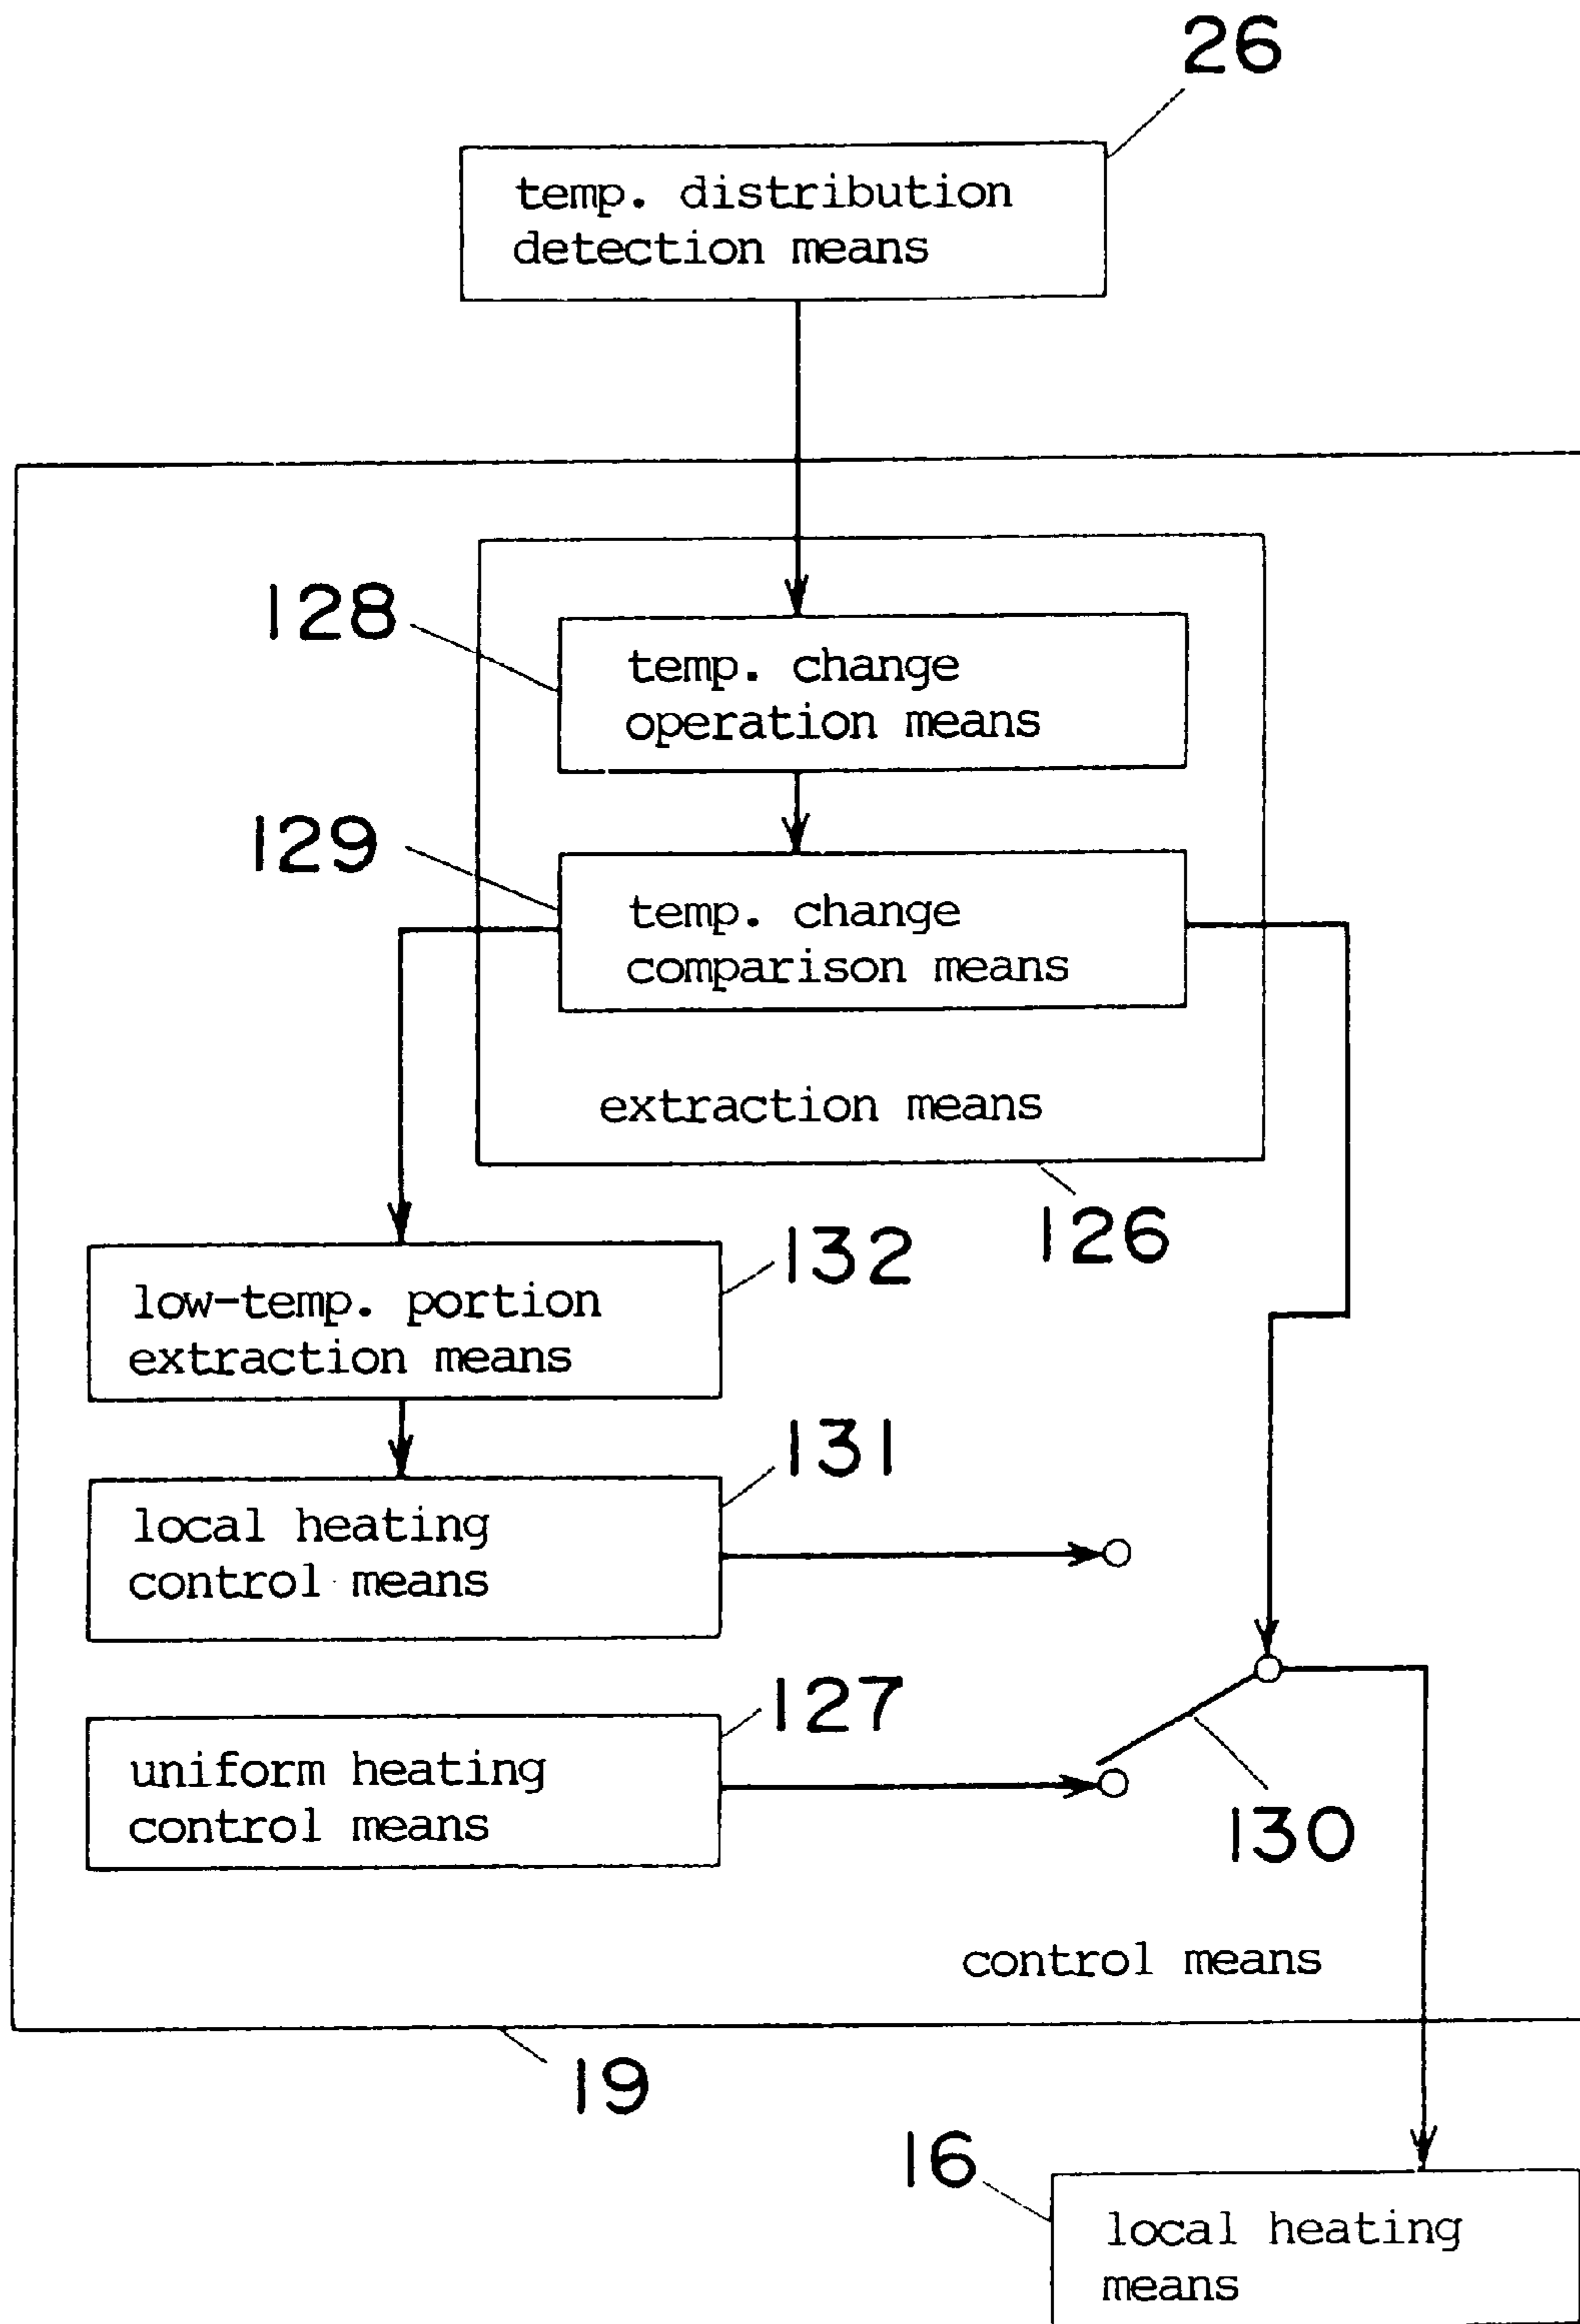 26
temp. distribution
detection means
128
temp. change
operation means
129
temp. change
comparison means
extraction means
126
132
low-temp. portion
extraction means
131
local heating
control means
127
uniform heating
control means
130
control means
19
16
local heating
means